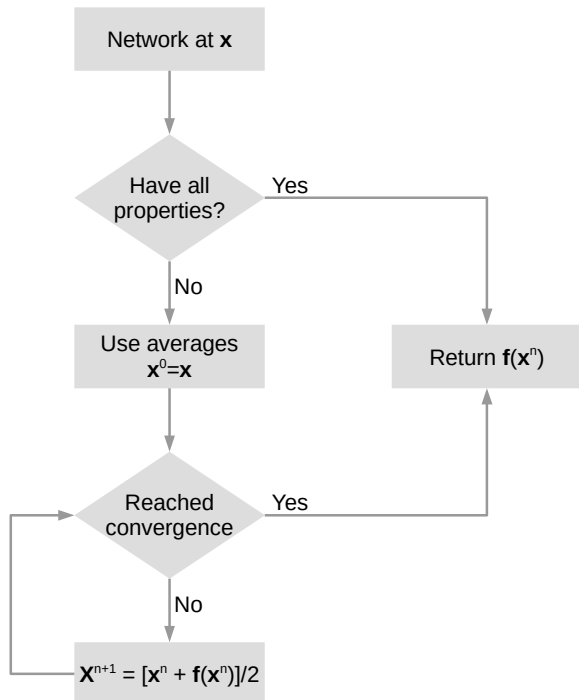 Network at x
Have all
properties?
Yes
No
Use averages
x⁰=x
Return f(xⁿ)
Reached
convergence
Yes
No
Xⁿ⁺¹ = [xⁿ + f(xⁿ)]/2